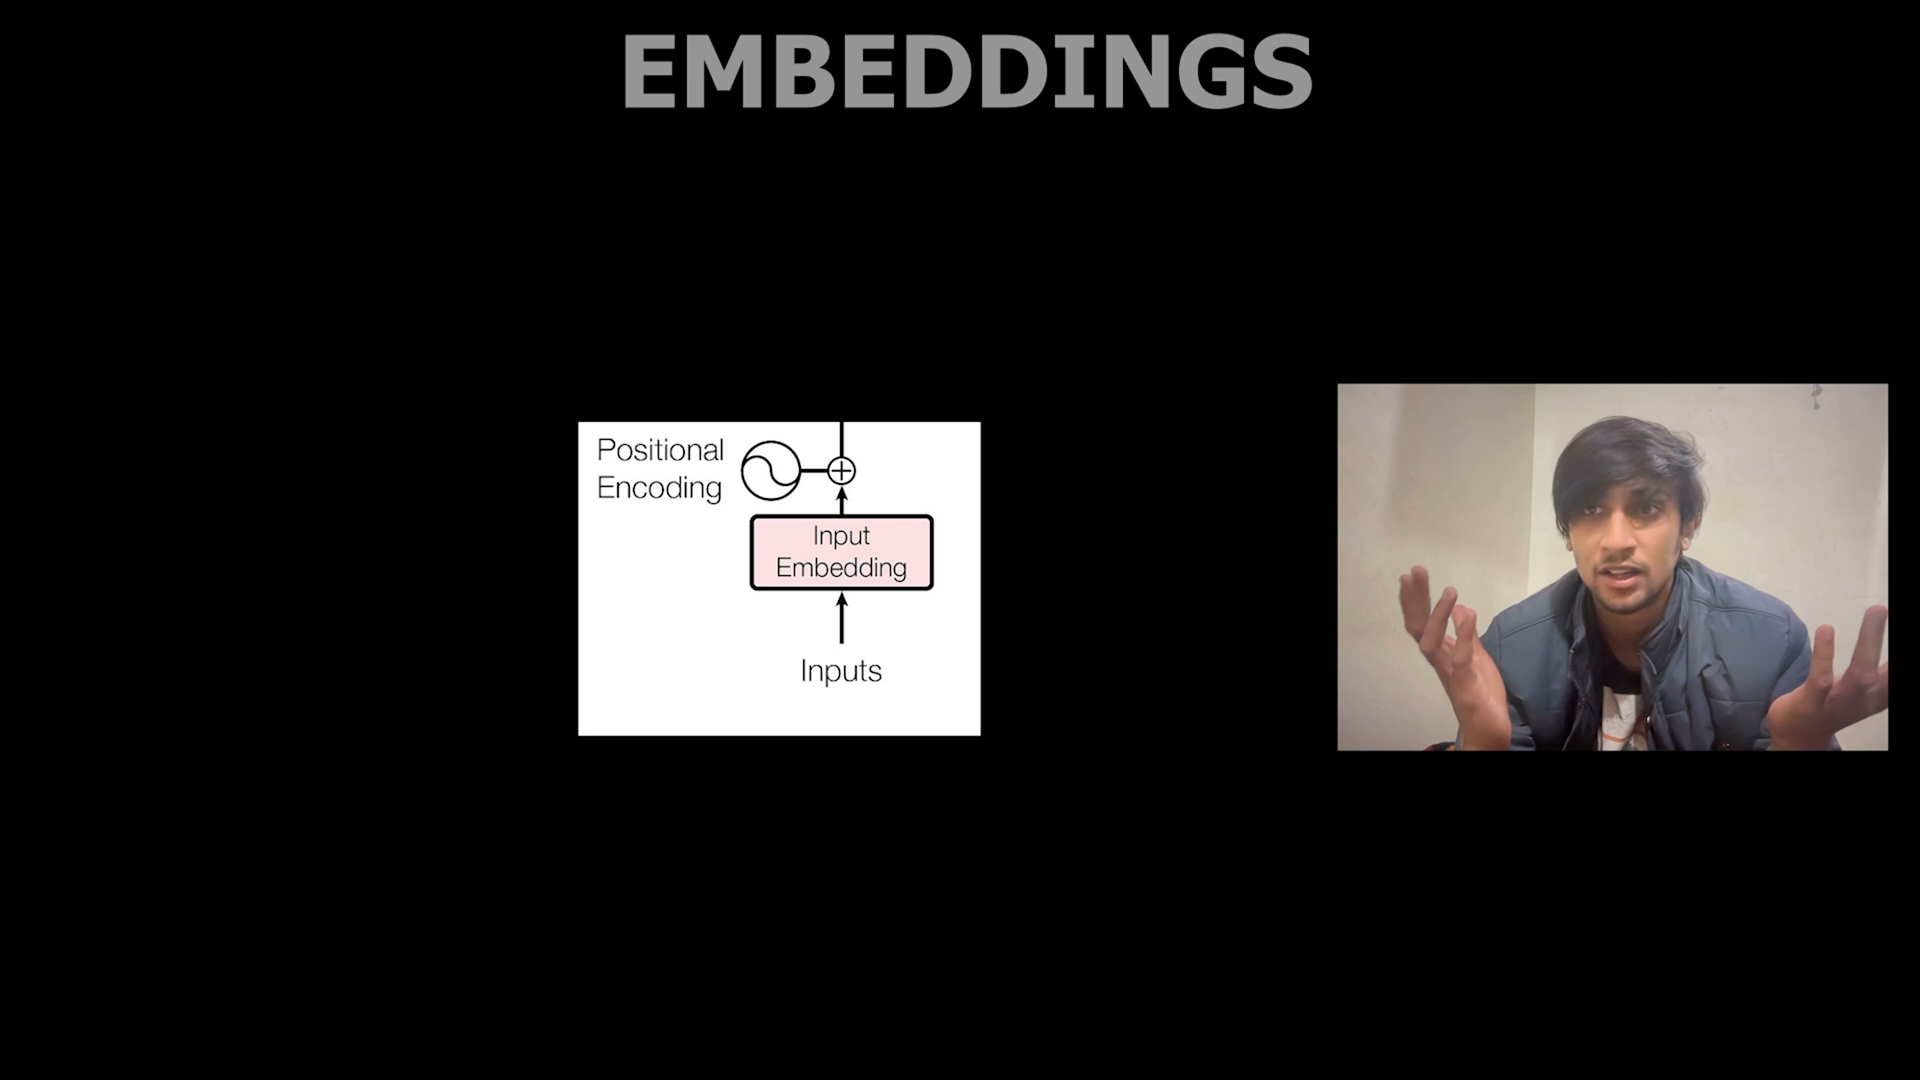 EMBEDDINGS
Positional
Encoding
Input
Embedding
Inputs